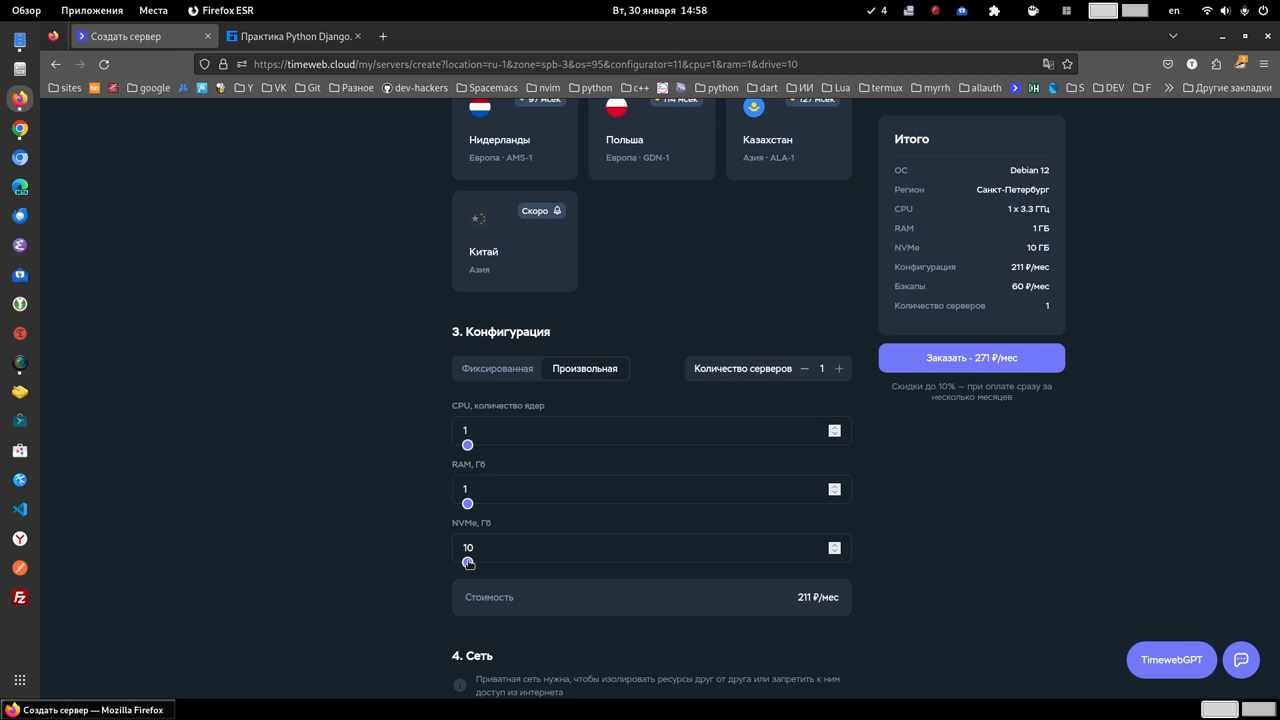 Обзор Приложения Места Firefox ESR Вт, 30 января 14:58 4 en
Создать сервер Практика Python Django.
https://timeweb.cloud/my/servers/create?location=ru-1&zone=spb-3&os=95&configurator=11&cpu=1&ram=1&drive=10
sites google Y VK Git Разное dev-hackers Spacemacs nvim python c++ python dart ИИ Lua termux myrrh allauth S DEV F Другие закладки
97 мсек 114 мсек 127 мсек
Нидерланды Польша Казахстан
Европа · AMS-1 Европа · GDN-1 Азия · ALA-1
Скоро
Китай
Азия
3. Конфигурация
Фиксированная Произвольная Количество серверов 1
CPU, количество ядер
1
RAM, Гб
1
NVMe, Гб
10
Стоимость 211 ₽/мес
4. Сеть
Приватная сеть нужна, чтобы изолировать ресурсы друг от друга или запретить к ним
доступ из интернета
Итого
ОС Debian 12
Регион Санкт-Петербург
CPU 1 x 3.3 ГГц
RAM 1 ГБ
NVMe 10 ГБ
Конфигурация 211 ₽/мес
Бэкапы 60 ₽/мес
Количество серверов 1
Заказать - 271 ₽/мес
Скидки до 10% — при оплате сразу за
несколько месяцев
TimewebGPT
Создать сервер — Mozilla Firefox